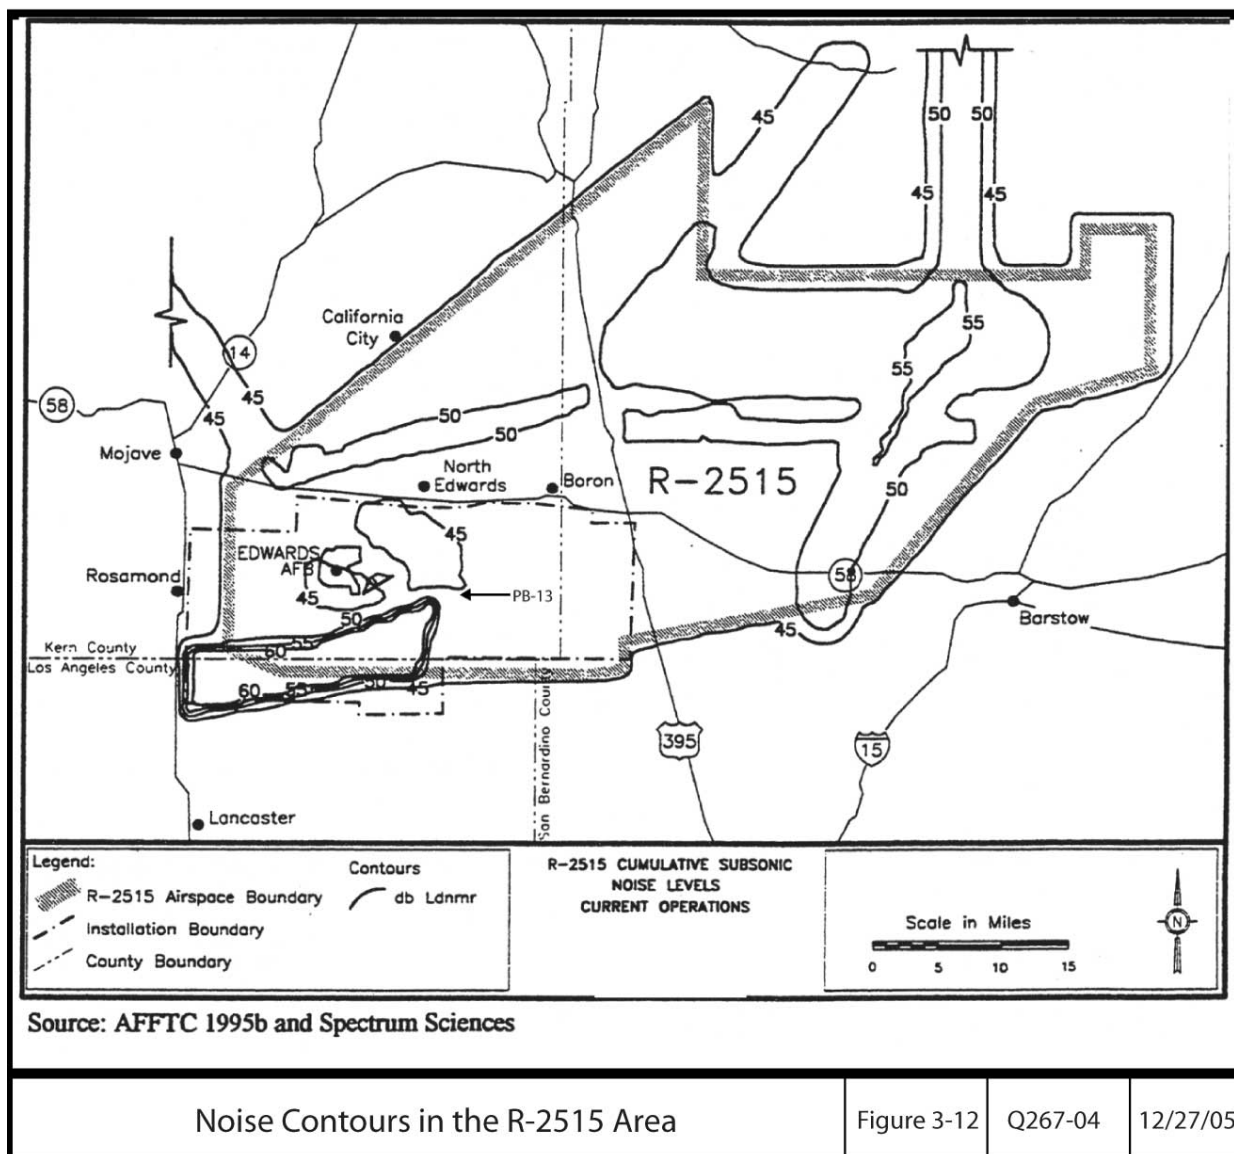 45
50
50
45
45
California
City
14
55
55
58
45
45
50
50
Mojave
North
Edwards
Boron
R-2515
50
45
EDWARDS
AFB
Rosamond
PB-13
45
50
58
Barstow
45
Kern County
Los Angeles County
55
60
60
55
50
45
San Bernardino County
395
15
Lancaster
Legend:
R-2515 Airspace Boundary
Installation Boundary
County Boundary
Contours
db Ldnmr
R-2515 CUMULATIVE SUBSONIC
NOISE LEVELS
CURRENT OPERATIONS
Scale in Miles
0 5 10 15
N
Source: AFFTC 1995b and Spectrum Sciences
Noise Contours in the R-2515 Area
Figure 3-12
Q267-04
12/27/05